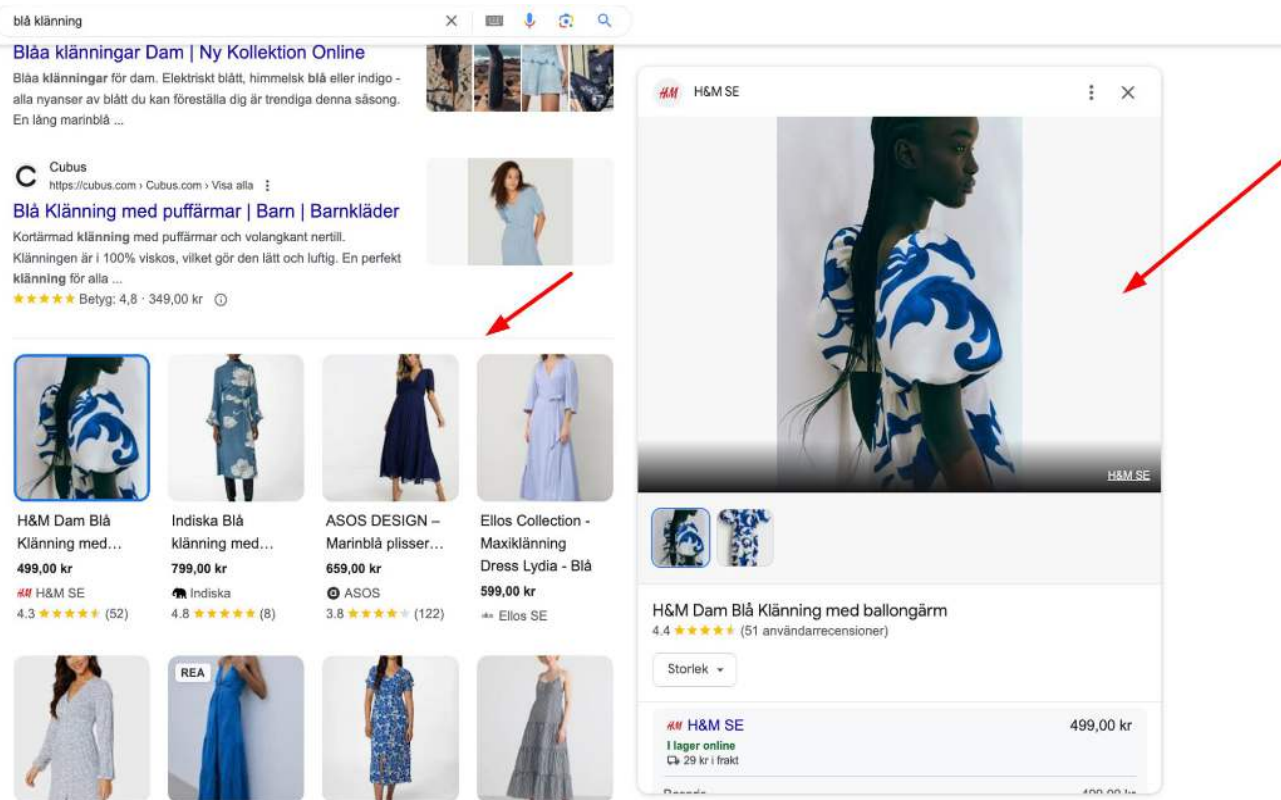 blå klänning
Blåa klänningar Dam | Ny Kollektion Online
Blåa klänningar för dam. Elektriskt blått, himmelsk blå eller indigo -
alla nyanser av blått du kan föreställa dig är trendiga denna säsong.
En lång marinblå ...
Cubus
https://cubus.com › Cubus.com › Visa alla
Blå Klänning med puffärmar | Barn | Barnkläder
Kortärmad klänning med puffärmar och volangkant nertill.
Klänningen är i 100% viskos, vilket gör den lätt och luftig. En perfekt
klänning för alla ...
Betyg: 4,8 · 349,00 kr
H&M Dam Blå
Klänning med...
499,00 kr
H&M H&M SE
4.3 (52)
Indiska Blå
klänning med...
799,00 kr
Indiska
4.8 (8)
ASOS DESIGN –
Marinblå plisser...
659,00 kr
ASOS
3.8 (122)
Ellos Collection -
Maxiklänning
Dress Lydia - Blå
599,00 kr
Ellos SE
REA
H&M H&M SE
H&M SE
H&M Dam Blå Klänning med ballongärm
4.4 (51 användarrecensioner)
Storlek
H&M H&M SE
499,00 kr
I lager online
29 kr i frakt